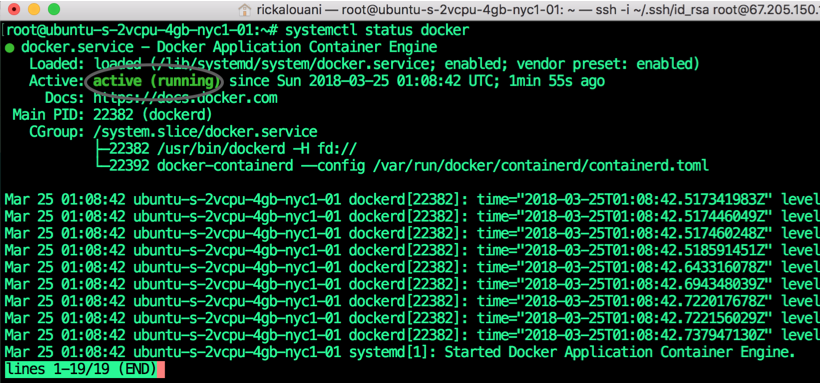 rickalouani — root@ubuntu-s-2vcpu-4gb-nyc1-01: ~ — ssh -i ~/.ssh/id_rsa root@67.205.150.1
[root@ubuntu-s-2vcpu-4gb-nyc1-01:~# systemctl status docker
● docker.service - Docker Application Container Engine
Loaded: loaded (/lib/systemd/system/docker.service; enabled; vendor preset: enabled)
Active: active (running) since Sun 2018-03-25 01:08:42 UTC; 1min 55s ago
Docs: https://docs.docker.com
Main PID: 22382 (dockerd)
CGroup: /system.slice/docker.service
├─22382 /usr/bin/dockerd -H fd://
└─22392 docker-containerd --config /var/run/docker/containerd/containerd.toml
Mar 25 01:08:42 ubuntu-s-2vcpu-4gb-nyc1-01 dockerd[22382]: time="2018-03-25T01:08:42.517341983Z" level
Mar 25 01:08:42 ubuntu-s-2vcpu-4gb-nyc1-01 dockerd[22382]: time="2018-03-25T01:08:42.517446049Z" level
Mar 25 01:08:42 ubuntu-s-2vcpu-4gb-nyc1-01 dockerd[22382]: time="2018-03-25T01:08:42.517460248Z" level
Mar 25 01:08:42 ubuntu-s-2vcpu-4gb-nyc1-01 dockerd[22382]: time="2018-03-25T01:08:42.518591451Z" level
Mar 25 01:08:42 ubuntu-s-2vcpu-4gb-nyc1-01 dockerd[22382]: time="2018-03-25T01:08:42.643316078Z" level
Mar 25 01:08:42 ubuntu-s-2vcpu-4gb-nyc1-01 dockerd[22382]: time="2018-03-25T01:08:42.694348039Z" level
Mar 25 01:08:42 ubuntu-s-2vcpu-4gb-nyc1-01 dockerd[22382]: time="2018-03-25T01:08:42.722017678Z" level
Mar 25 01:08:42 ubuntu-s-2vcpu-4gb-nyc1-01 dockerd[22382]: time="2018-03-25T01:08:42.722156029Z" level
Mar 25 01:08:42 ubuntu-s-2vcpu-4gb-nyc1-01 dockerd[22382]: time="2018-03-25T01:08:42.737947130Z" level
Mar 25 01:08:42 ubuntu-s-2vcpu-4gb-nyc1-01 systemd[1]: Started Docker Application Container Engine.
lines 1-19/19 (END)